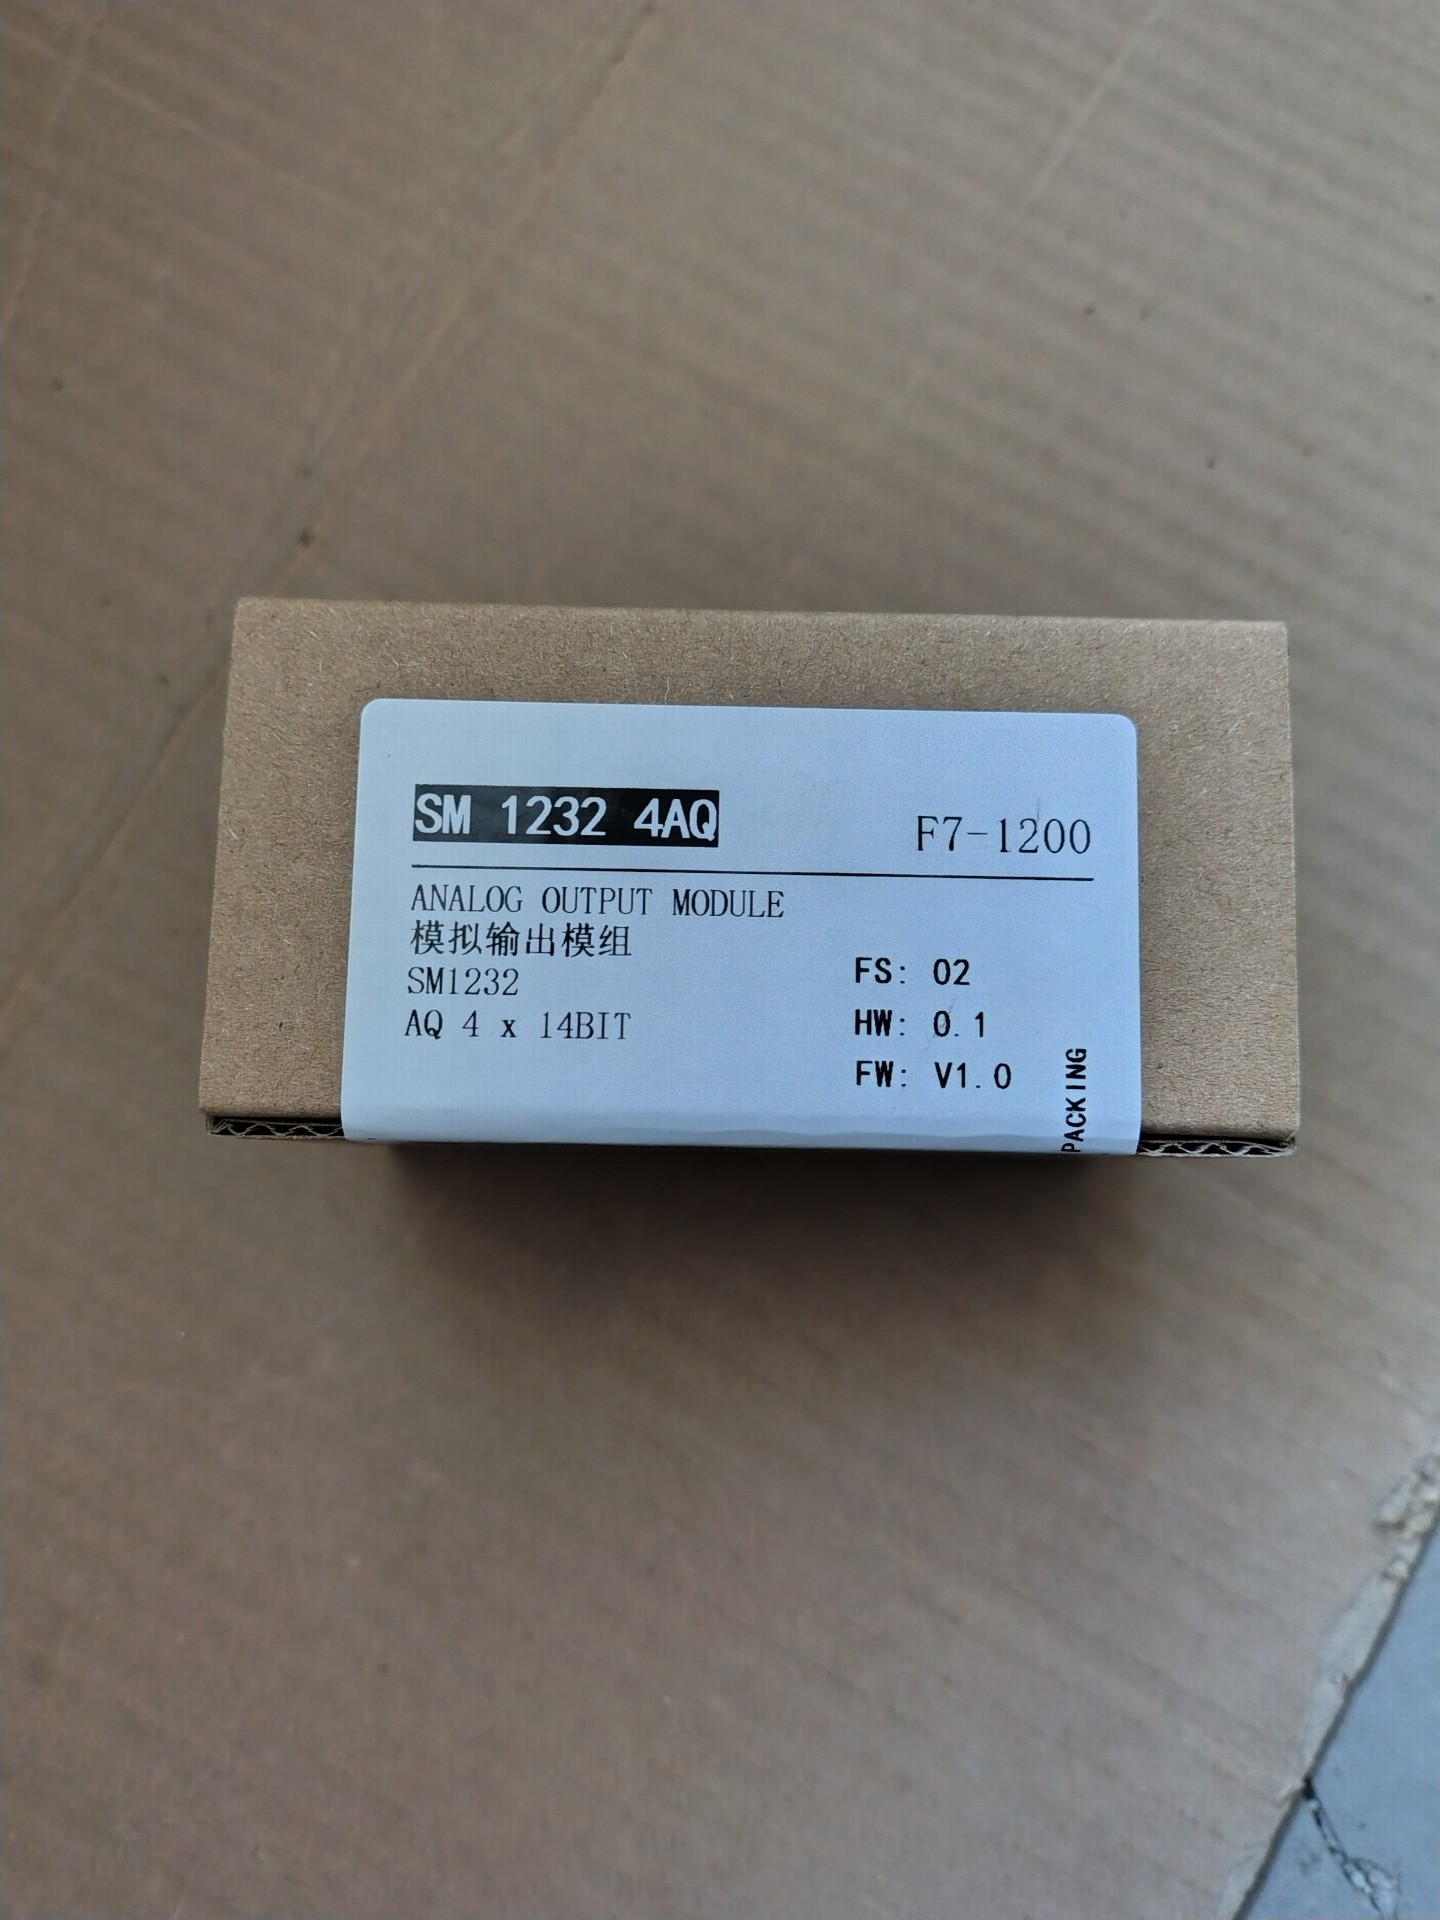 SM 1232 4AQ
F7-1200
ANALOG OUTPUT MODULE
模拟输出模组
SM1232
AQ 4 x 14BIT
FS: 02
HW: 0.1
FW: V1.0
PACKING